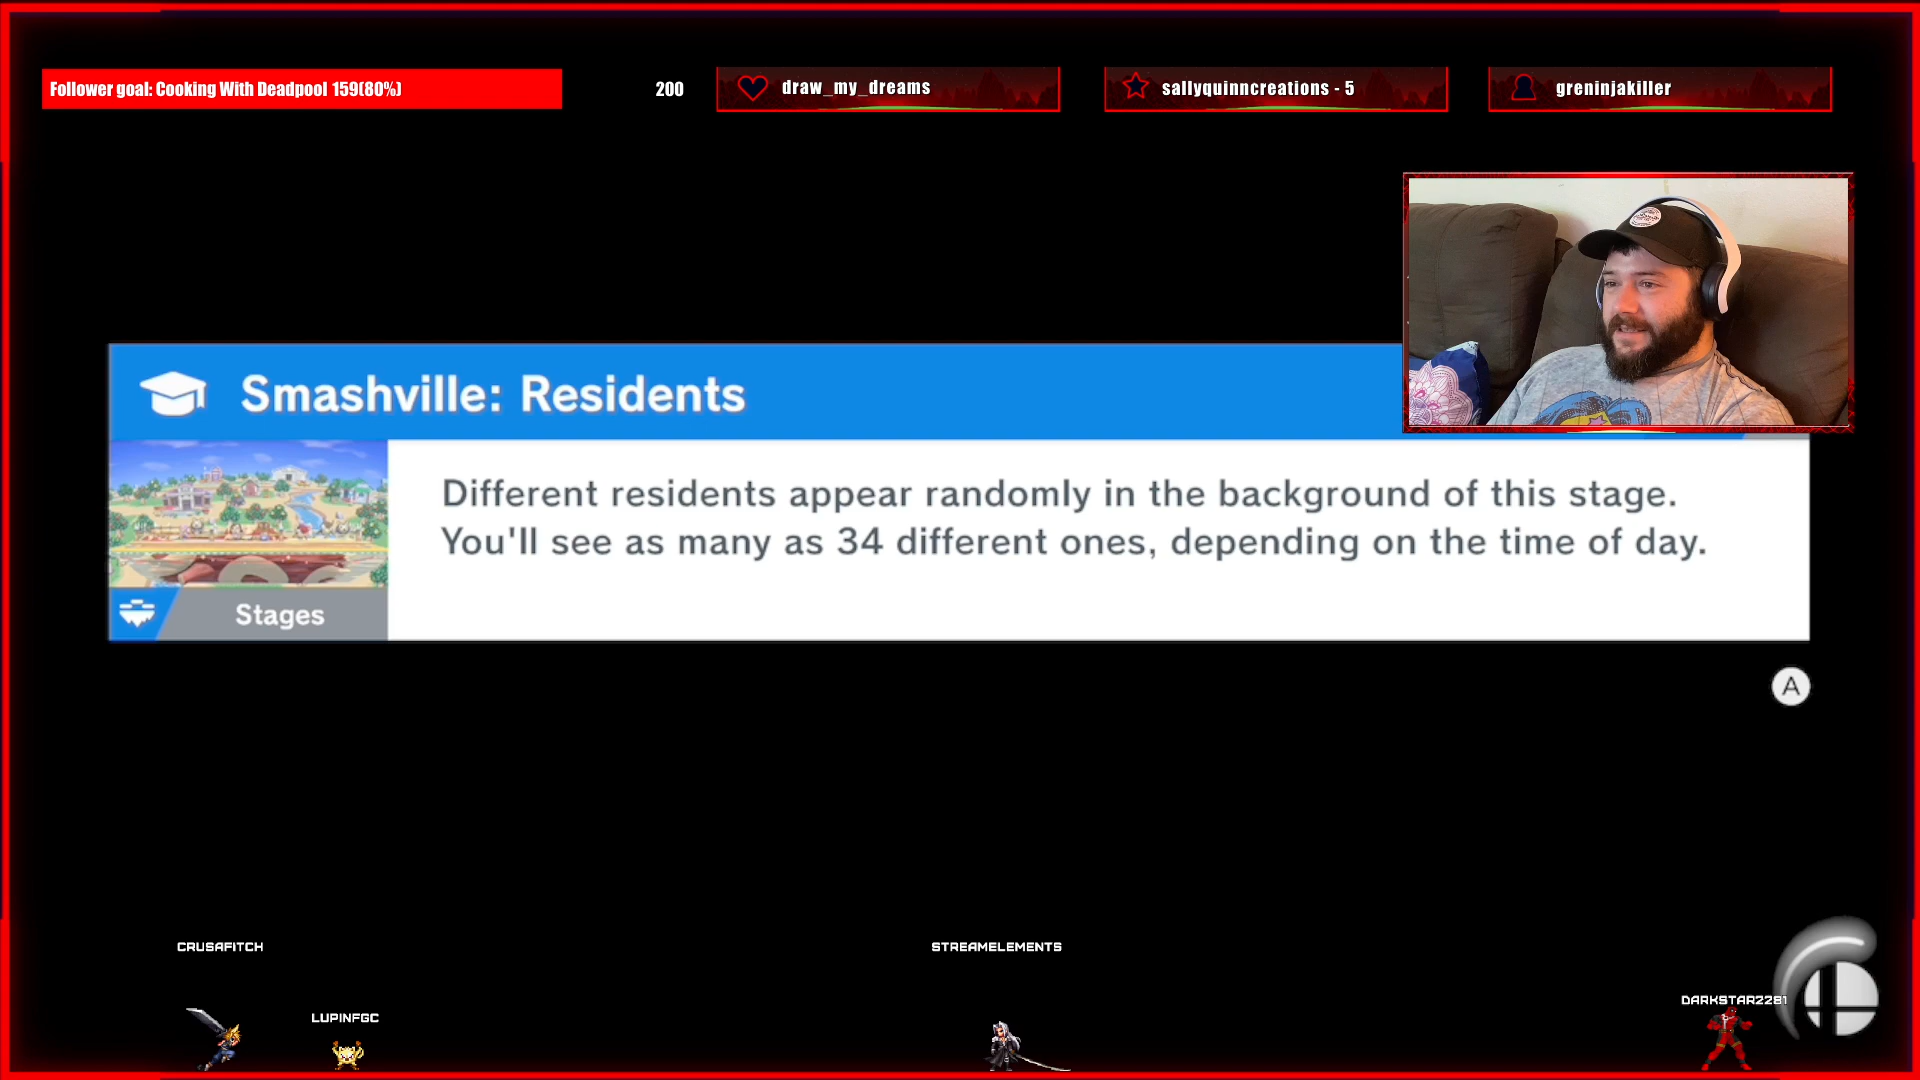 Follower goal: Cooking With Deadpool 159(80%)
200
draw_my_dreams
sallyquinncreations - 5
greninjakiller
Smashville: Residents
Different residents appear randomly in the background of this stage.
You'll see as many as 34 different ones, depending on the time of day.
Stages
A
CRUSAFITCH
STREAMELEMENTS
LUPINFGC
DARKSTAR2281